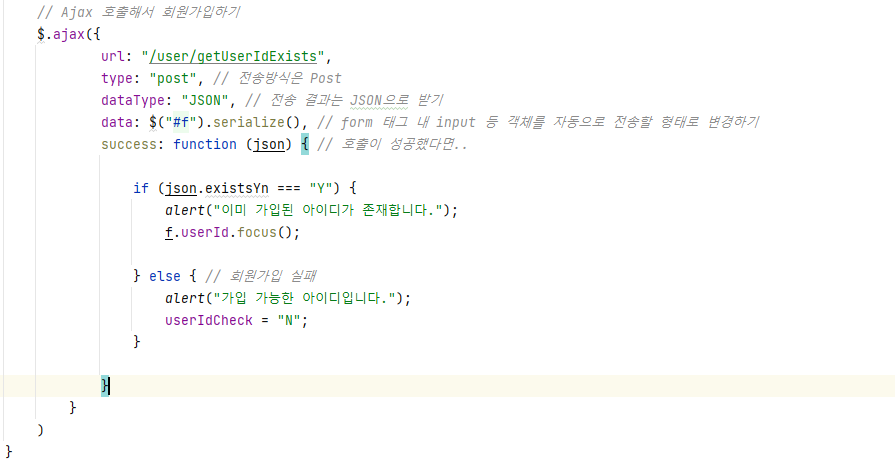 // Ajax 호출해서 회원가입하기
$.ajax({
url: "/user/getUserIdExists",
type: "post", // 전송방식은 Post
dataType: "JSON", // 전송 결과는 JSON으로 받기
data: $("#f").serialize(), // form 태그 내 input 등 객체를 자동으로 전송할 형태로 변경하기
success: function (json) { // 호출이 성공했다면..
if (json.existsYn === "Y") {
alert("이미 가입된 아이디가 존재합니다.");
f.userId.focus();
} else { // 회원가입 실패
alert("가입 가능한 아이디입니다.");
userIdCheck = "N";
}
}
}
)
}